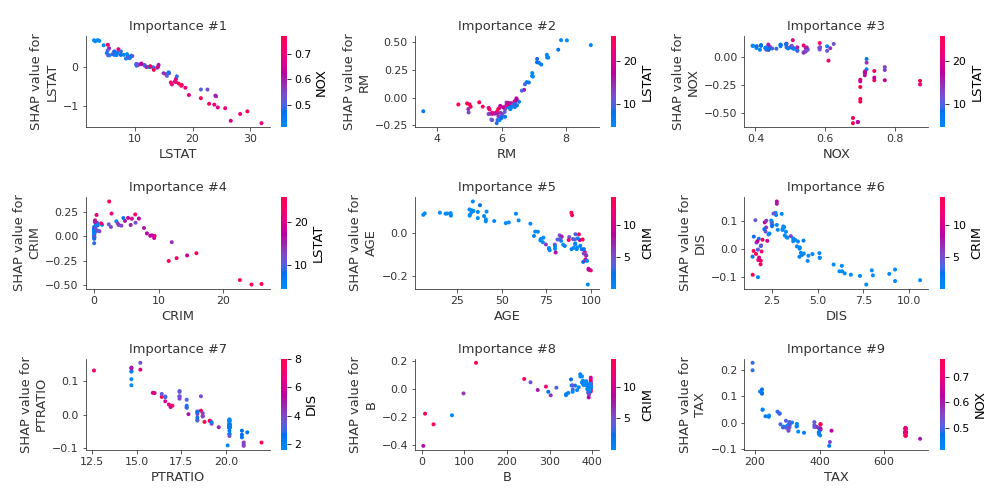 Importance #1
SHAP value for
LSTAT
0
−1
10
20
30
LSTAT
0.7
0.6
0.5
NOX
Importance #2
SHAP value for
RM
0.50
0.25
0.00
−0.25
4
6
8
RM
20
10
LSTAT
Importance #3
SHAP value for
NOX
0.00
−0.25
−0.50
0.4
0.6
0.8
NOX
20
10
LSTAT
Importance #4
SHAP value for
CRIM
0.25
0.00
−0.25
−0.50
0
10
20
CRIM
20
10
LSTAT
Importance #5
SHAP value for
AGE
0.0
−0.2
25
50
75
100
AGE
10
5
CRIM
Importance #6
SHAP value for
DIS
0.1
0.0
−0.1
2.5
5.0
7.5
10.0
DIS
10
5
CRIM
Importance #7
SHAP value for
PTRATIO
0.1
0.0
−0.1
12.5
15.0
17.5
20.0
PTRATIO
8
6
4
2
DIS
Importance #8
SHAP value for
B
0.2
0.0
−0.2
−0.4
0
100
200
300
400
B
10
5
CRIM
Importance #9
SHAP value for
TAX
0.2
0.1
0.0
−0.1
200
400
600
TAX
0.7
0.6
0.5
NOX